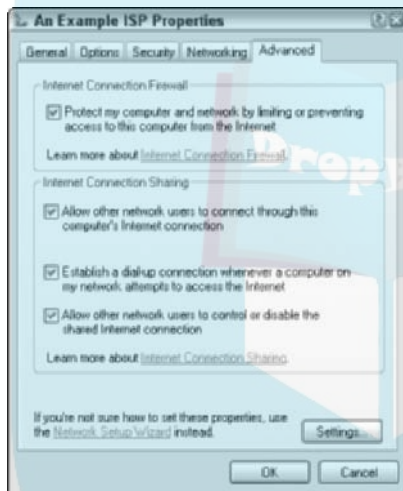 An Example ISP Properties
General Options Security Networking Advanced
Internet Connection Firewall
Protect my computer and network by limiting or preventing
access to this computer from the Internet
Learn more about Internet Connection Firewall.
Internet Connection Sharing
Allow other network users to connect through this
computer's Internet connection
Establish a dial-up connection whenever a computer on
my network attempts to access the Internet
Allow other network users to control or disable the
shared Internet connection
Learn more about Internet Connection Sharing.
If you're not sure how to set these properties, use
the Network Setup Wizard instead.
Settings...
OK Cancel